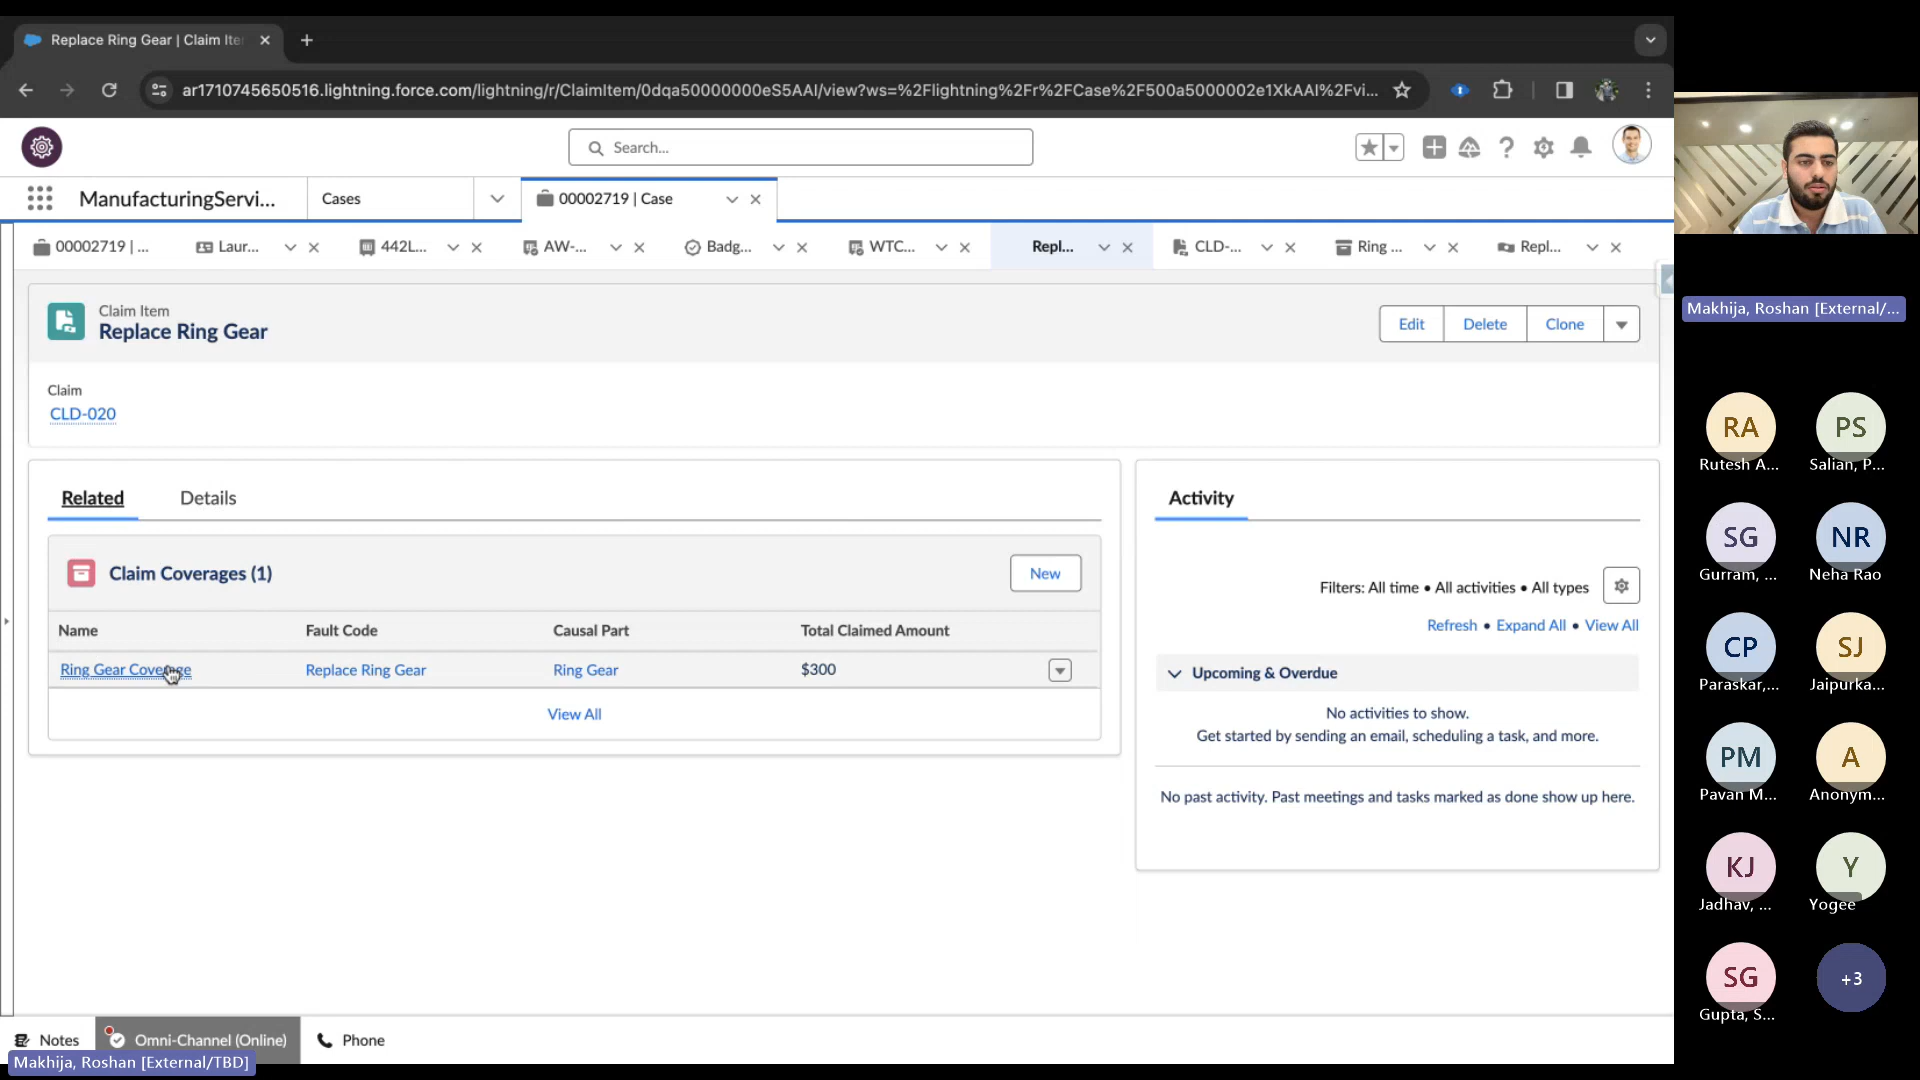 Replace Ring Gear | Claim Ite
ar1710745650516.lightning.force.com/lightning/r/ClaimItem/0dqa50000000eS5AAI/view?ws=%2Flightning%2Fr%2FCase%2F500a5000002e1XkAAI%2Fvi...
Search...
ManufacturingServi...
Cases
00002719 | Case
00002719 | ...
Laur...
442L...
AW-...
Badg...
WTC...
Repl...
CLD-...
Ring ...
Repl...
Claim Item
Replace Ring Gear
Edit
Delete
Clone
Claim
CLD-020
Related
Details
Claim Coverages (1)
New
Name
Fault Code
Causal Part
Total Claimed Amount
Ring Gear Coverage
Replace Ring Gear
Ring Gear
$300
View All
Activity
Filters: All time • All activities • All types
Refresh • Expand All • View All
Upcoming & Overdue
No activities to show.
Get started by sending an email, scheduling a task, and more.
No past activity. Past meetings and tasks marked as done show up here.
Notes
Omni-Channel (Online)
Phone
Makhija, Roshan [External/TBD]
Makhija, Roshan [External/...
RA
Rutesh A...
PS
Salian, P...
SG
Gurram, ...
NR
Neha Rao
CP
Paraskar,...
SJ
Jaipurka...
PM
Pavan M...
A
Anonym...
KJ
Jadhav, ...
Y
Yogee
SG
Gupta, S...
+3